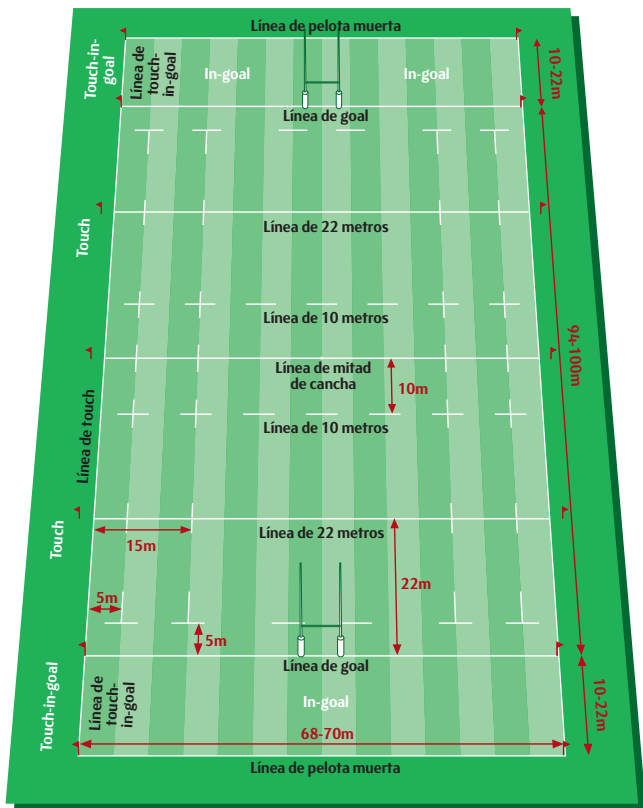 Línea de pelota muerta
Touch-in-
goal
Línea de
touch-
in-goal
In-goal
In-goal
10-22m
Línea de goal
Touch
Línea de 22 metros
94-100m
Línea de 10 metros
Línea de mitad
de cancha
10m
Línea de touch
Línea de 10 metros
Touch
Línea de 22 metros
15m
22m
5m
5m
Línea de goal
Touch-in-goal
Línea de
touch-
in-goal
In-goal
10-22m
68-70m
Línea de pelota muerta